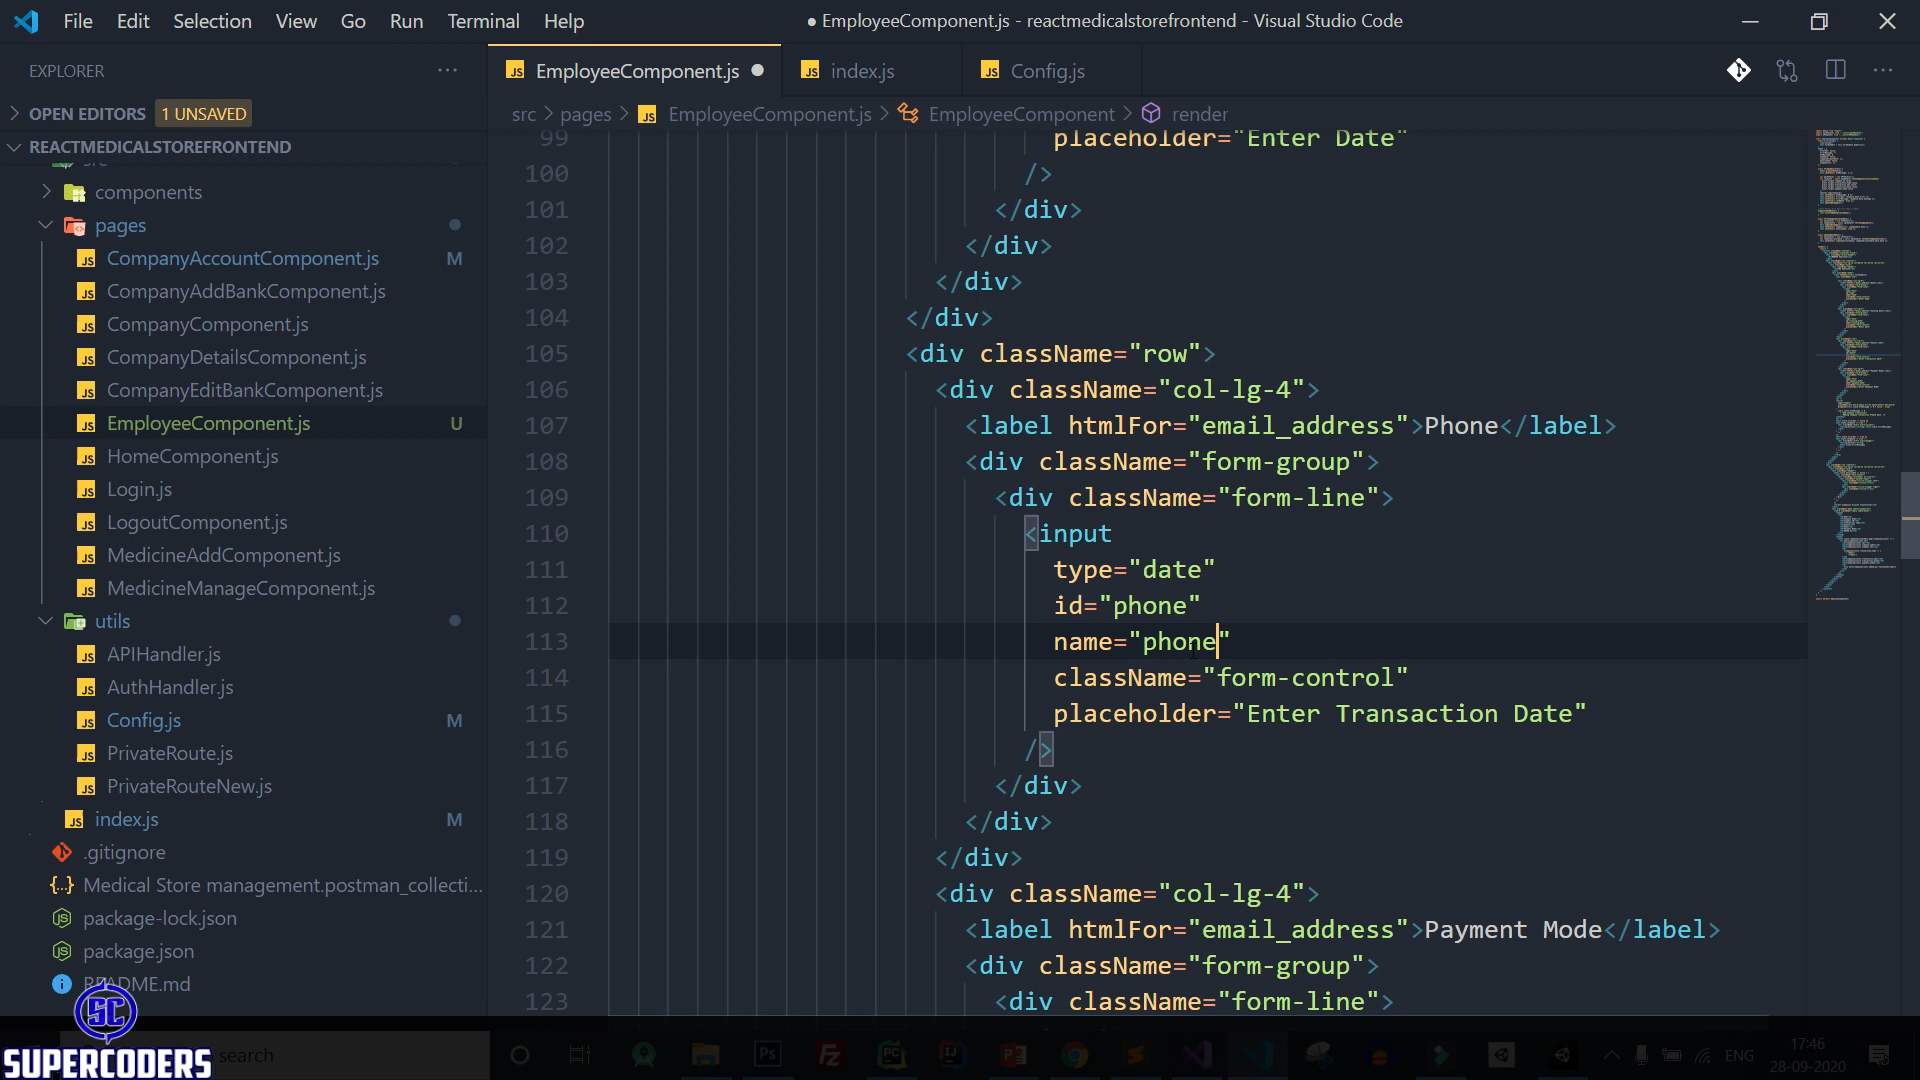 File Edit Selection View Go Run Terminal Help
● EmployeeComponent.js - reactmedicalstorefrontend - Visual Studio Code
EXPLORER
OPEN EDITORS 1 UNSAVED
REACTMEDICALSTOREFRONTEND
src
components
pages
CompanyAccountComponent.js M
CompanyAddBankComponent.js
CompanyComponent.js
CompanyDetailsComponent.js
CompanyEditBankComponent.js
EmployeeComponent.js U
HomeComponent.js
Login.js
LogoutComponent.js
MedicineAddComponent.js
MedicineManageComponent.js
utils
APIHandler.js
AuthHandler.js
Config.js M
PrivateRoute.js
PrivateRouteNew.js
index.js M
.gitignore
Medical Store management.postman_collecti...
package-lock.json
package.json
README.md
EmployeeComponent.js index.js Config.js
src > pages > EmployeeComponent.js > EmployeeComponent > render
99 placeholder="Enter Date"
100 />
101 </div>
102 </div>
103 </div>
104 </div>
105 <div className="row">
106 <div className="col-lg-4">
107 <label htmlFor="email_address">Phone</label>
108 <div className="form-group">
109 <div className="form-line">
110 <input
111 type="date"
112 id="phone"
113 name="phone"
114 className="form-control"
115 placeholder="Enter Transaction Date"
116 />
117 </div>
118 </div>
119 </div>
120 <div className="col-lg-4">
121 <label htmlFor="email_address">Payment Mode</label>
122 <div className="form-group">
123 <div className="form-line">
SC
SUPERCODERS
search
ENG
17:46
28-09-2020